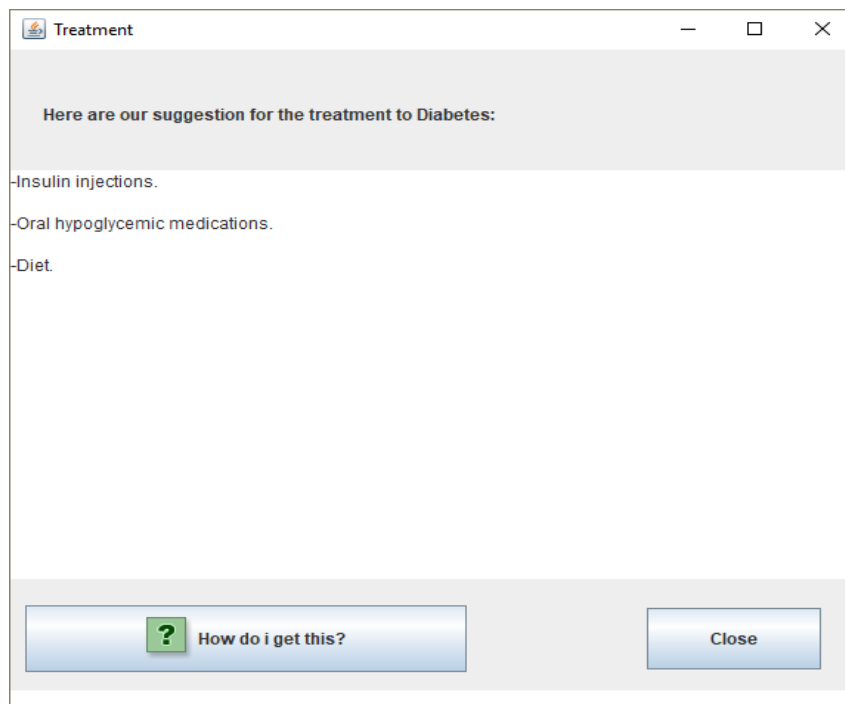 Treatment
Here are our suggestion for the treatment to Diabetes:
-Insulin injections.
-Oral hypoglycemic medications.
-Diet.
? How do i get this?
Close